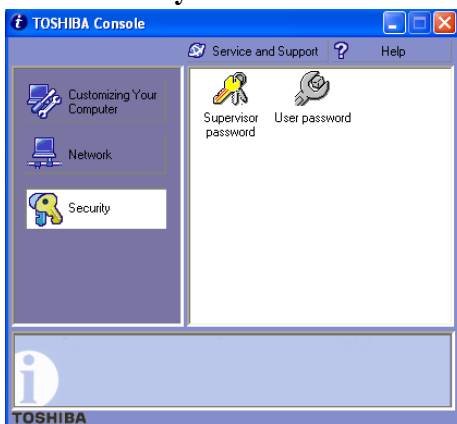 TOSHIBA Console
Service and Support ? Help
Customizing Your
Computer
Network
Security
Supervisor
password
User password
i
TOSHIBA